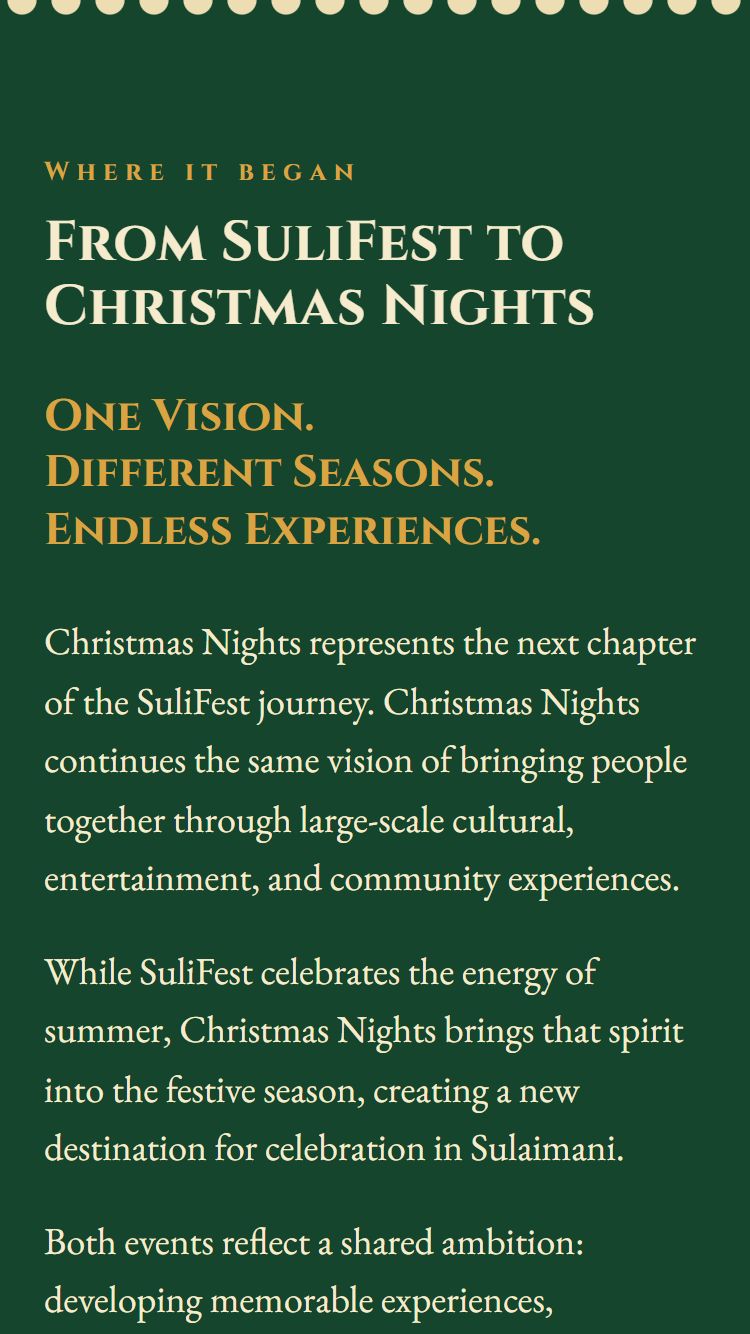 Where it began
From SuliFest to
Christmas Nights
One Vision.
Different Seasons.
Endless Experiences.
Christmas Nights represents the next chapter
of the SuliFest journey. Christmas Nights
continues the same vision of bringing people
together through large-scale cultural,
entertainment, and community experiences.
While SuliFest celebrates the energy of
summer, Christmas Nights brings that spirit
into the festive season, creating a new
destination for celebration in Sulaimani.
Both events reflect a shared ambition:
developing memorable experiences,